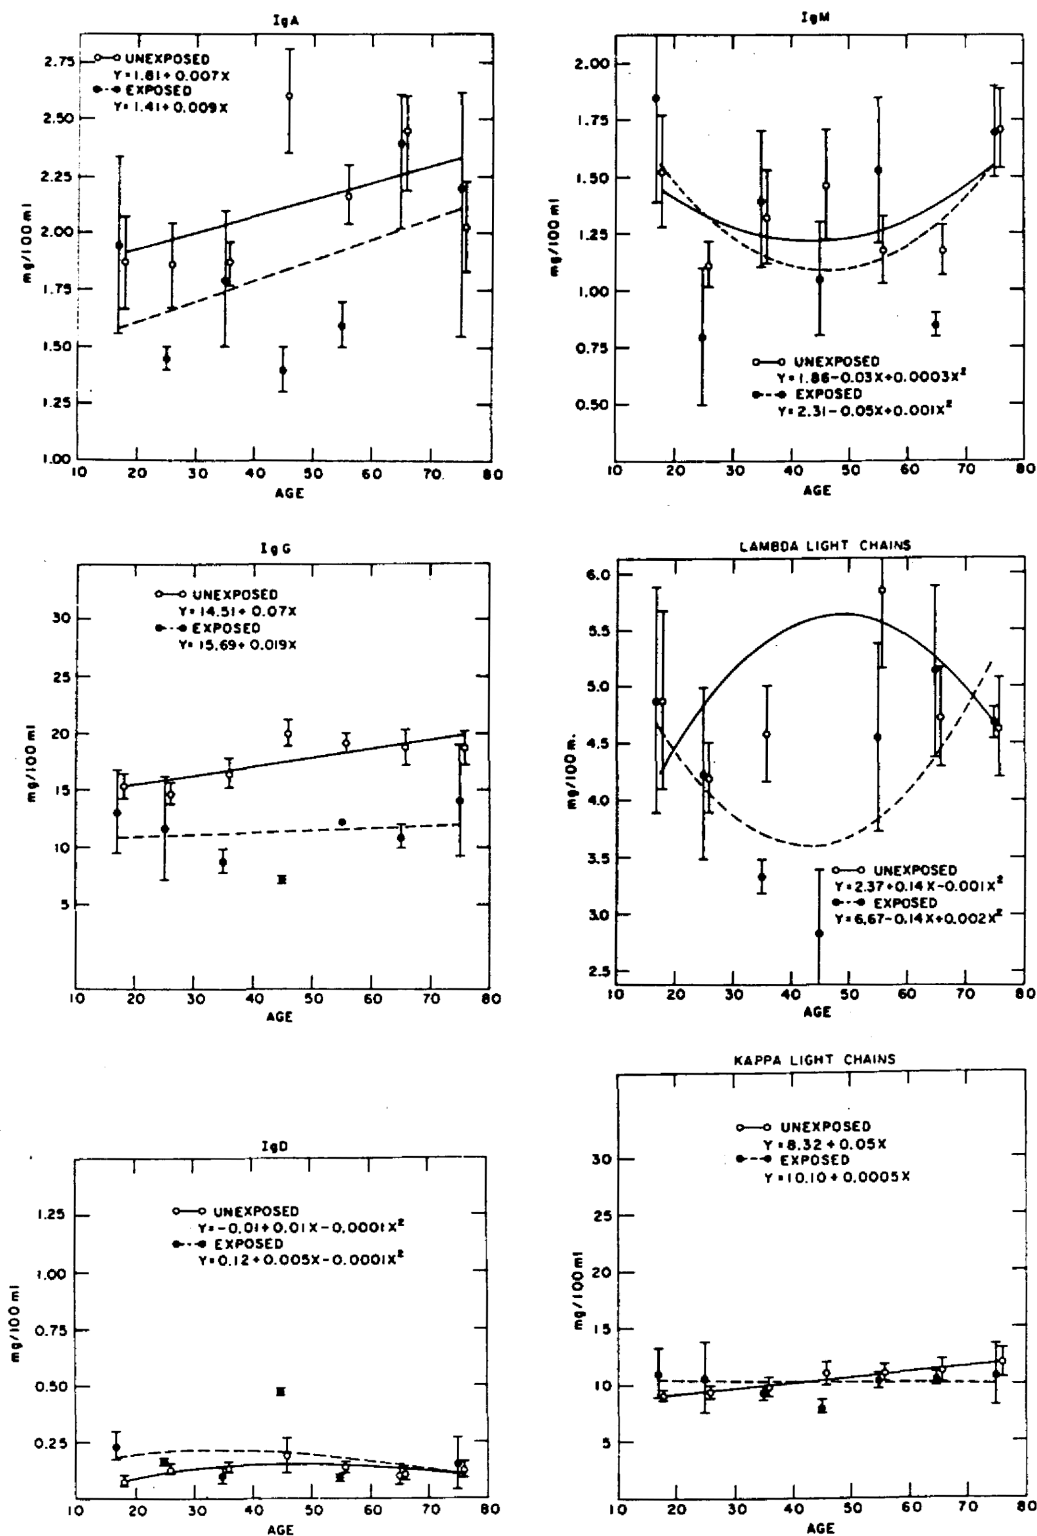 IgA
2.75
2.50
2.25
2.00
1.75
1.50
1.25
1.00
mg/100 ml
UNEXPOSED
Y=1.81+0.007X
EXPOSED
Y=1.41+0.009X
10 20 30 40 50 60 70 80
AGE
IgM
2.00
1.75
1.50
1.25
1.00
0.75
0.50
mg/100 ml
UNEXPOSED
Y=1.86-0.03X+0.0003X²
EXPOSED
Y=2.31-0.05X+0.001X²
10 20 30 40 50 60 70 80
AGE
IgG
30
25
20
15
10
5
mg/100 ml
UNEXPOSED
Y=14.51+0.07X
EXPOSED
Y=15.69+0.019X
10 20 30 40 50 60 70 80
AGE
LAMBDA LIGHT CHAINS
6.0
5.5
5.0
4.5
4.0
3.5
3.0
2.5
mg/100 m.
UNEXPOSED
Y=2.37+0.14X-0.001X²
EXPOSED
Y=6.67-0.14X+0.002X²
10 20 30 40 50 60 70 80
AGE
IgD
1.25
1.00
0.75
0.50
0.25
mg/100 ml
UNEXPOSED
Y=-0.01+0.01X-0.0001X²
EXPOSED
Y=0.12+0.005X-0.0001X²
10 20 30 40 50 60 70 80
AGE
KAPPA LIGHT CHAINS
30
25
20
15
10
5
mg/100 ml
UNEXPOSED
Y=8.32+0.05X
EXPOSED
Y=10.10+0.0005X
10 20 30 40 50 60 70 80
AGE